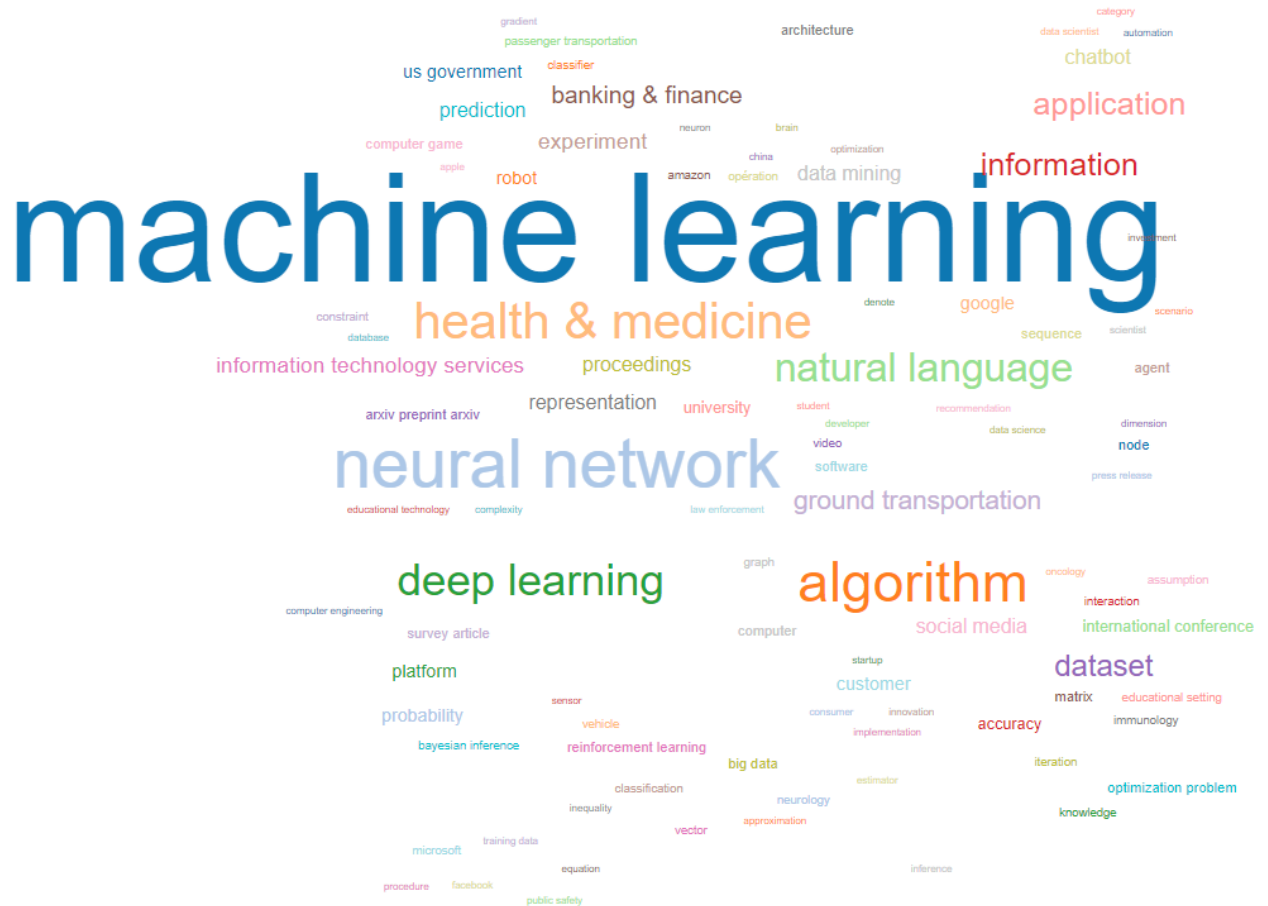 category
gradient
architecture
data scientist
automation
passenger transportation
chatbot
classifier
us government
banking & finance
application
prediction
neuron
brain
experiment
computer game
optimization
china
information
apple
robot
amazon
opération
data mining
machine learning
investment
denote
google
scenario
constraint
health & medicine
scientist
database
sequence
information technology services
proceedings
natural language
agent
representation
university
student
recommendation
arxiv preprint arxiv
developer
data science
dimension
video
node
neural network
software
press release
ground transportation
educational technology
complexity
law enforcement
graph
oncology
deep learning
algorithm
assumption
interaction
computer engineering
survey article
computer
social media
international conference
startup
dataset
platform
customer
sensor
matrix
educational setting
probability
consumer
innovation
vehicle
accuracy
immunology
implementation
bayesian inference
reinforcement learning
big data
iteration
classification
estimator
optimization problem
neurology
inequality
knowledge
approximation
vector
training data
microsoft
equation
inference
procedure
facebook
public safety